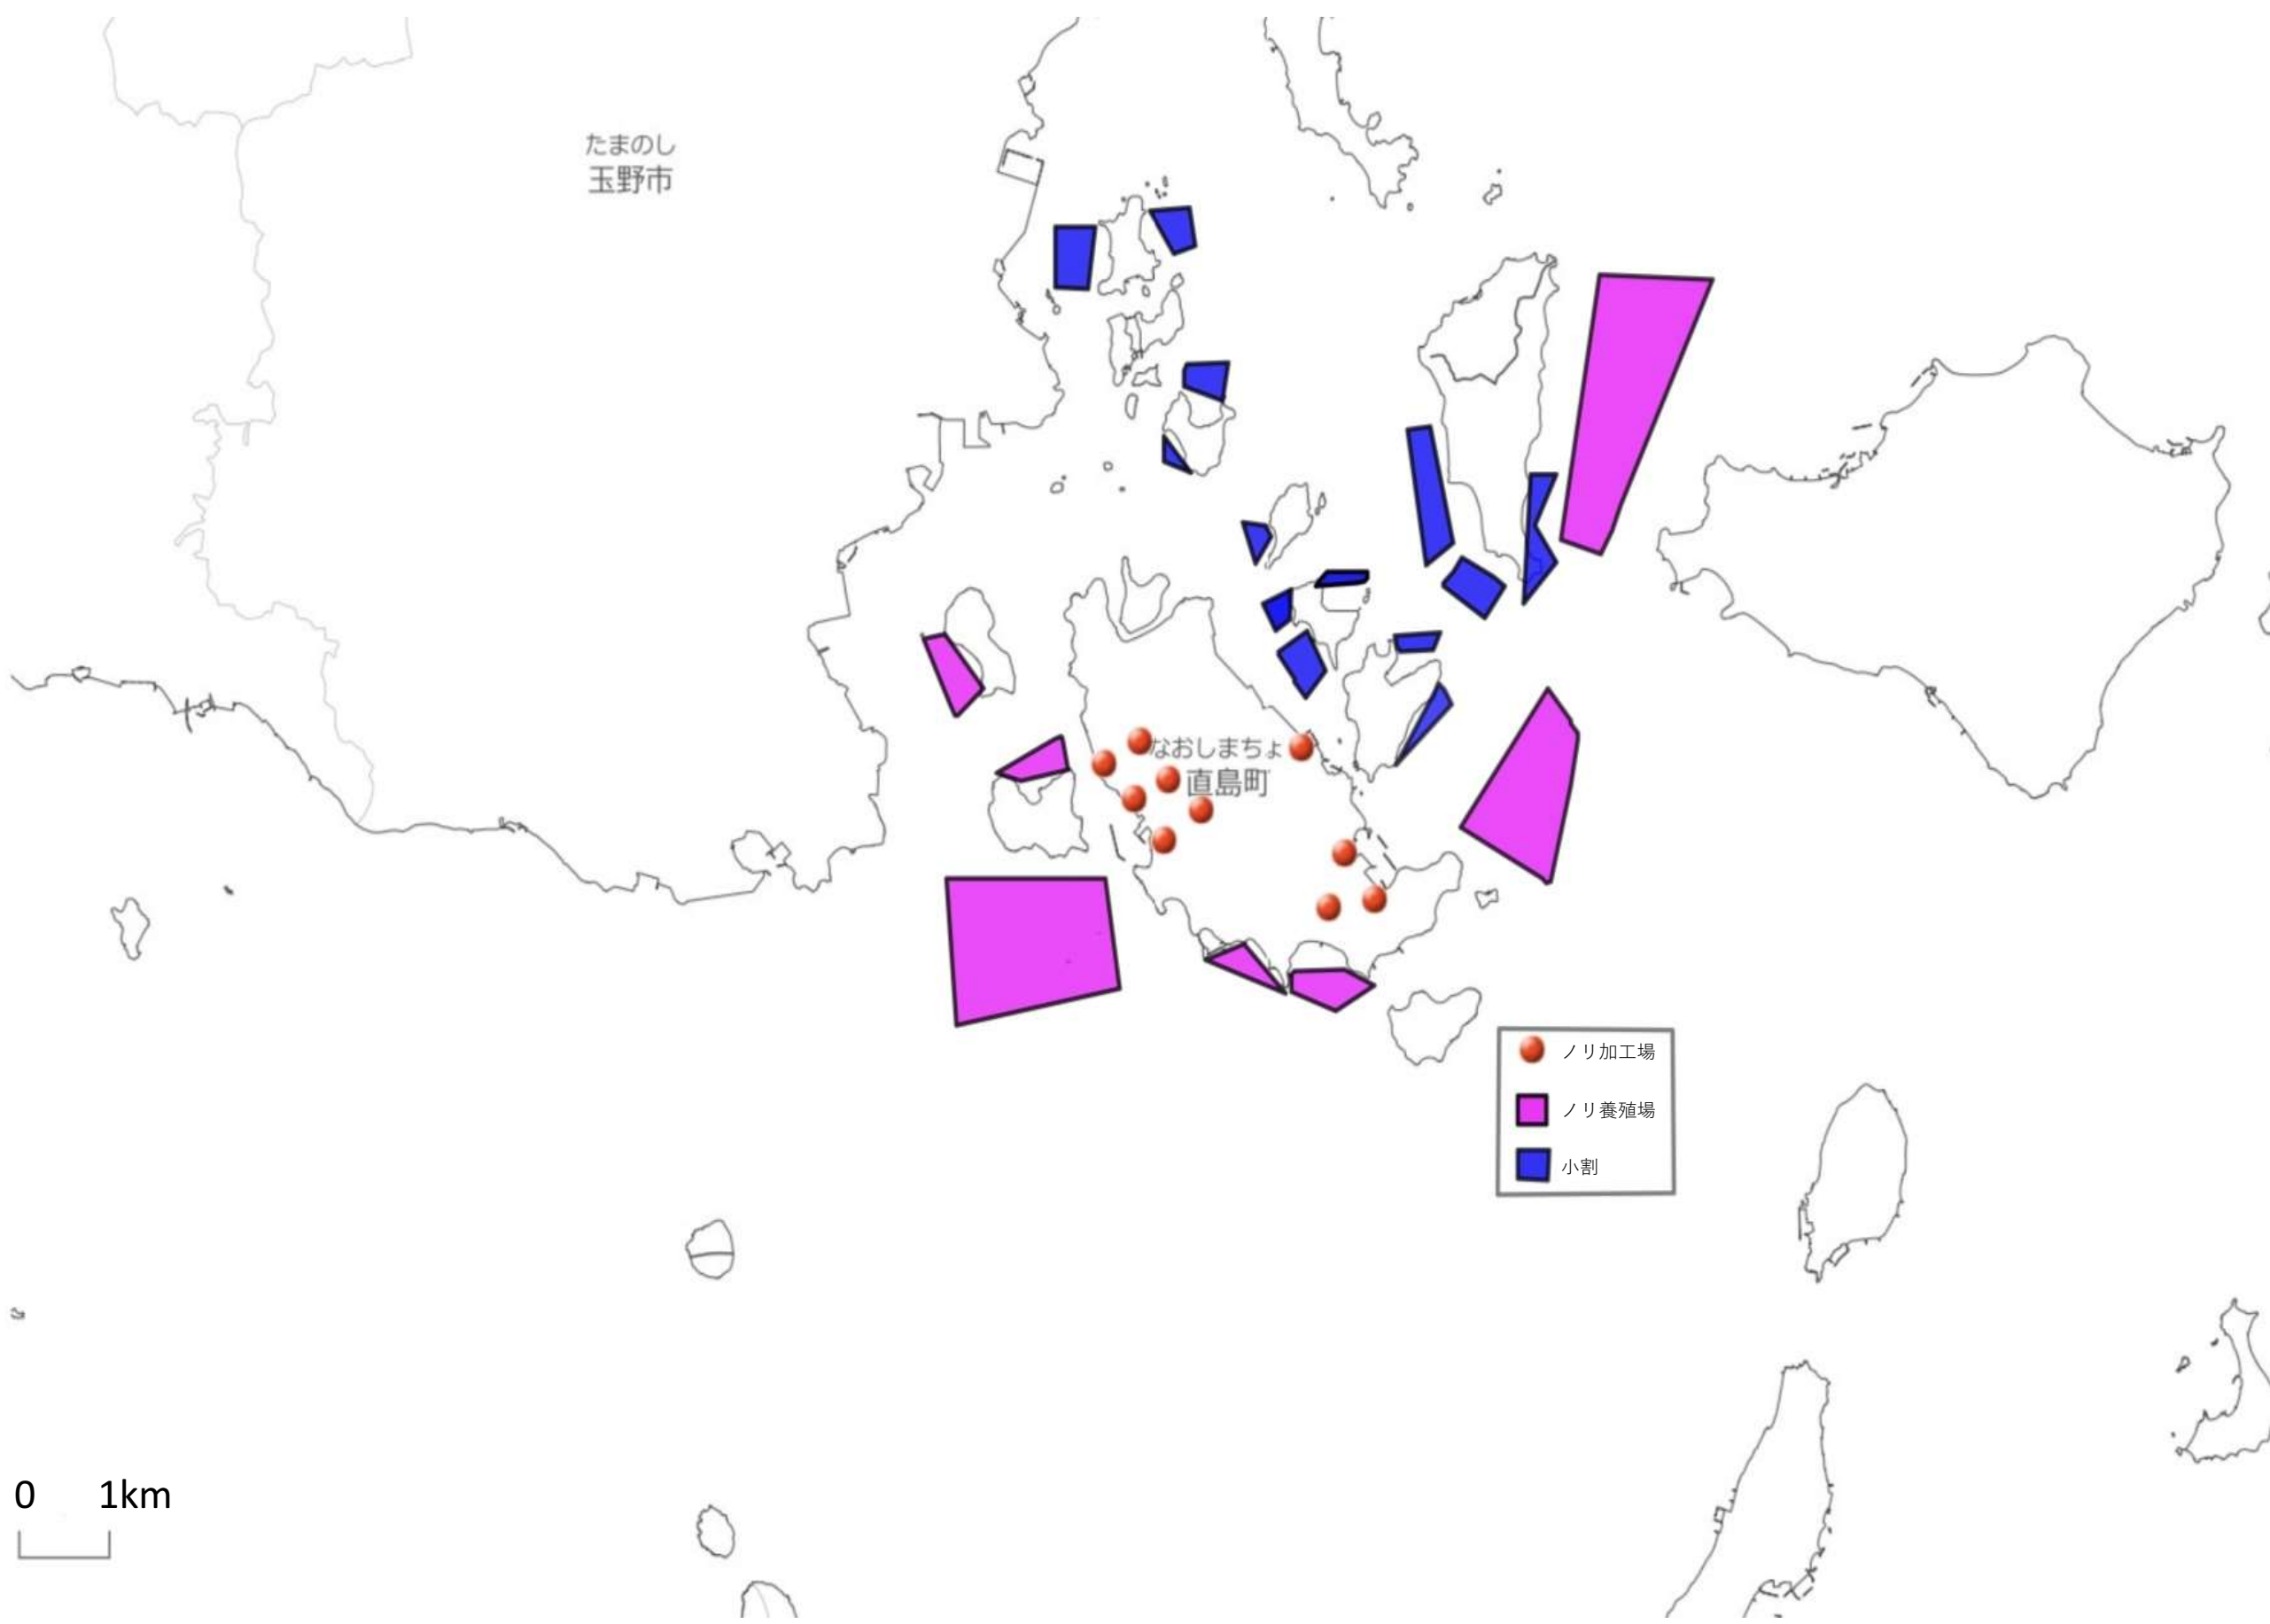 たまのし
玉野市
なおしまちょ
直島町
ノリ加工場
ノリ養殖場
小割
0 1km